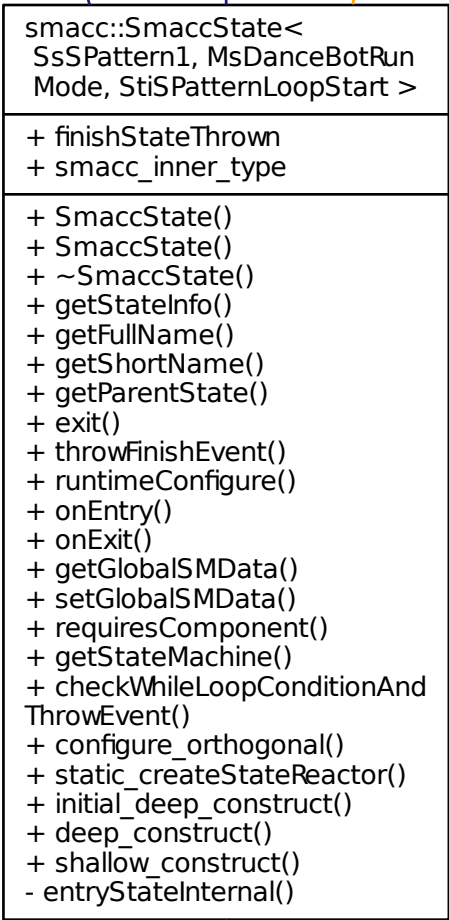 smacc::SmaccState<
SsSPattern1, MsDanceBotRun
Mode, StiSPatternLoopStart >
+ finishStateThrown
+ smacc_inner_type
+ SmaccState()
+ SmaccState()
+ ~SmaccState()
+ getStateInfo()
+ getFullName()
+ getShortName()
+ getParentState()
+ exit()
+ throwFinishEvent()
+ runtimeConfigure()
+ onEntry()
+ onExit()
+ getGlobalSMData()
+ setGlobalSMData()
+ requiresComponent()
+ getStateMachine()
+ checkWhileLoopConditionAnd
ThrowEvent()
+ configure_orthogonal()
+ static_createStateReactor()
+ initial_deep_construct()
+ deep_construct()
+ shallow_construct()
- entryStateInternal()